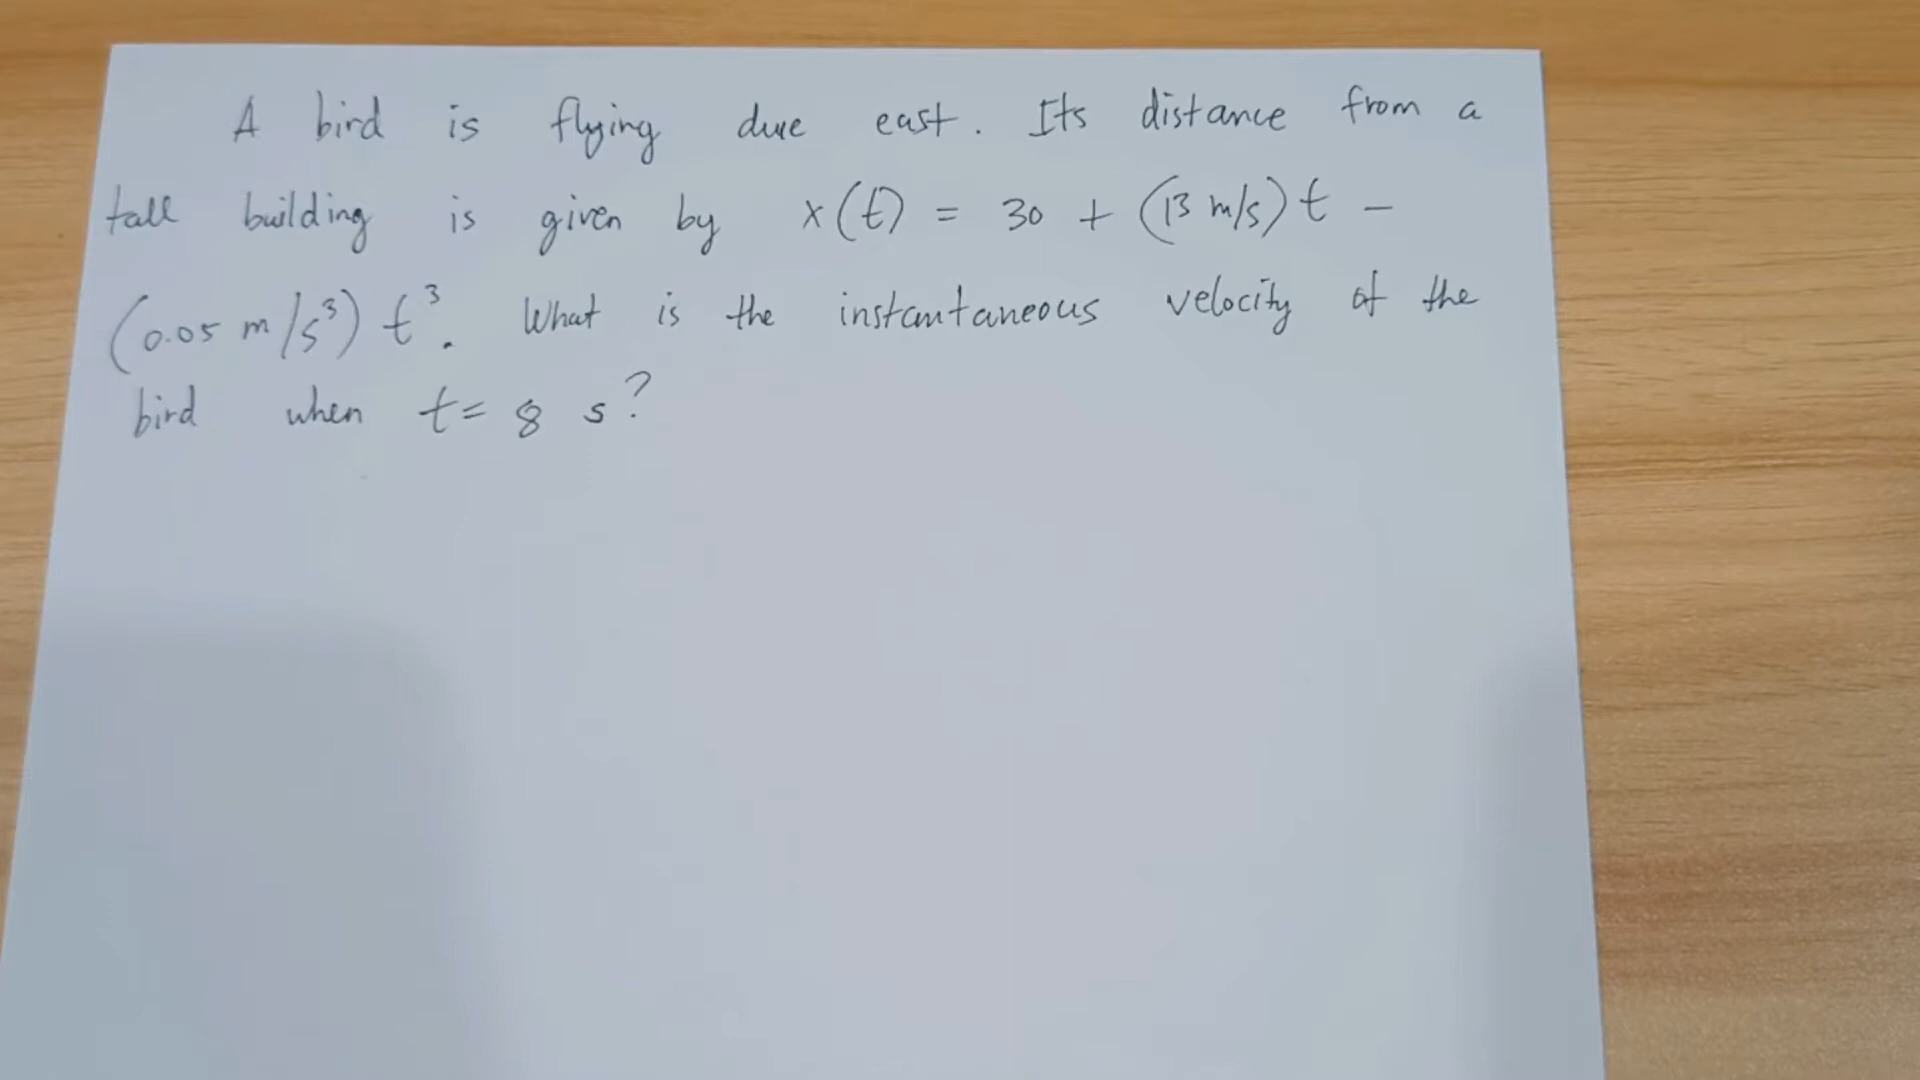 A bird is flying due east. Its distance from a
tall building is given by x(t) = 30 + (13 m/s) t -
(0.05 m/s³) t³. What is the instantaneous velocity of the
bird when t = 8 s?